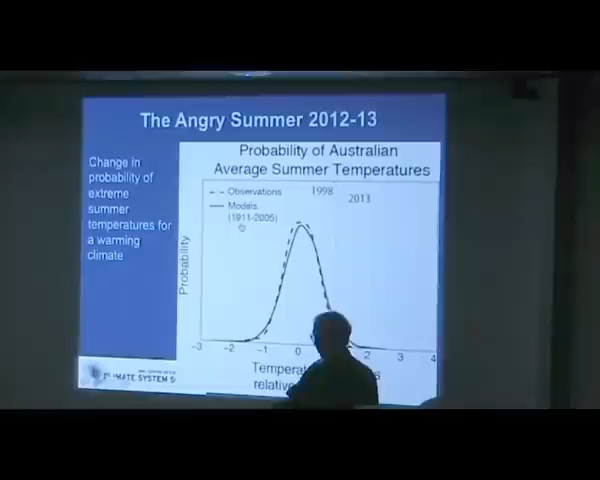 The Angry Summer 2012-13
Change in
probability of
extreme
summer
temperatures for
a warming
climate
Probability of Australian
Average Summer Temperatures
Observations
Models
(1911-2005)
1998
2013
Probability
-3 -2 -1 0 2 3 4
relative
CLIMATE SYSTEM